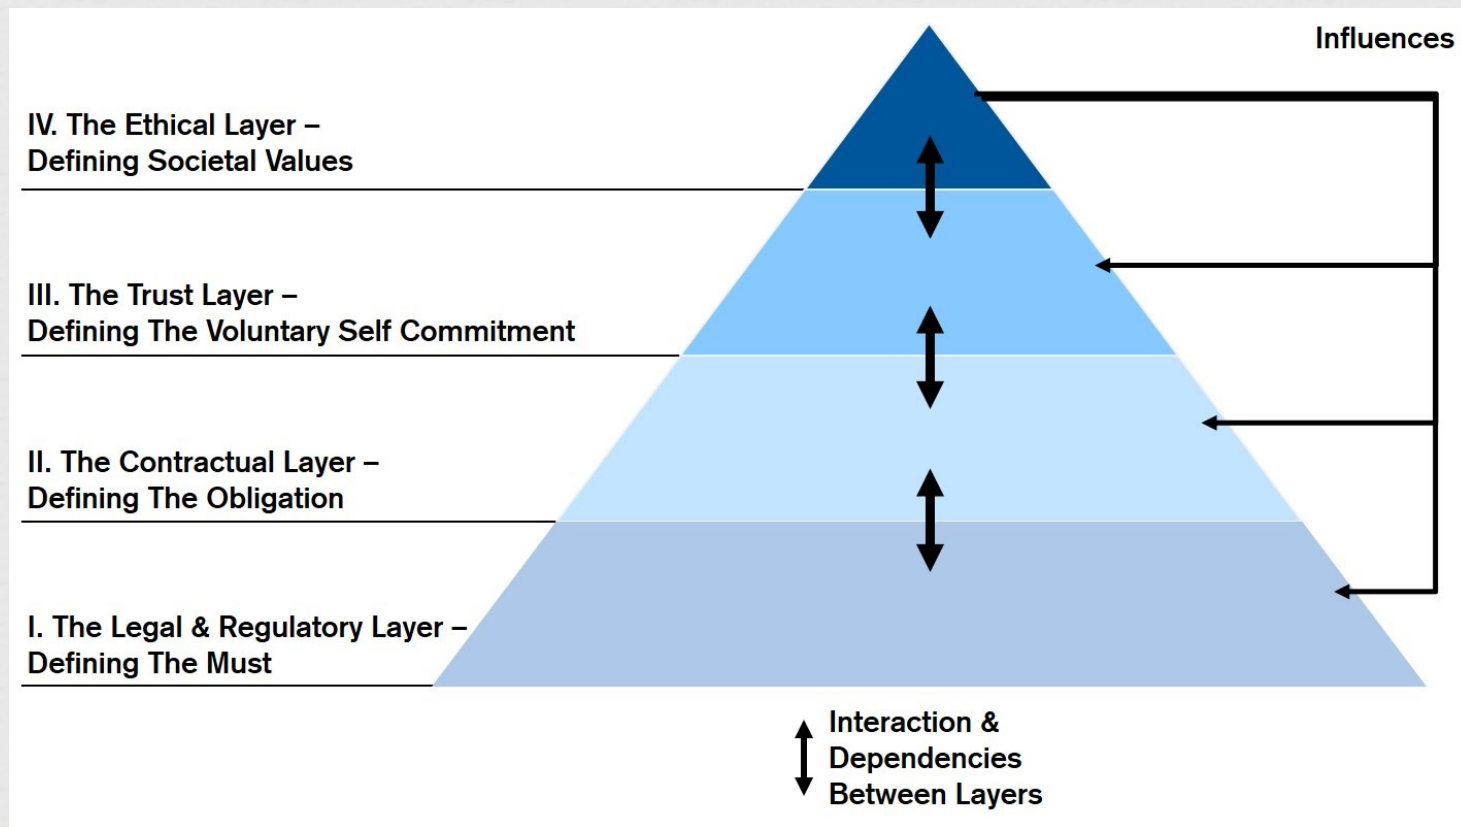 Influences
IV. The Ethical Layer –
Defining Societal Values
III. The Trust Layer –
Defining The Voluntary Self Commitment
II. The Contractual Layer –
Defining The Obligation
I. The Legal & Regulatory Layer –
Defining The Must
Interaction &
Dependencies
Between Layers